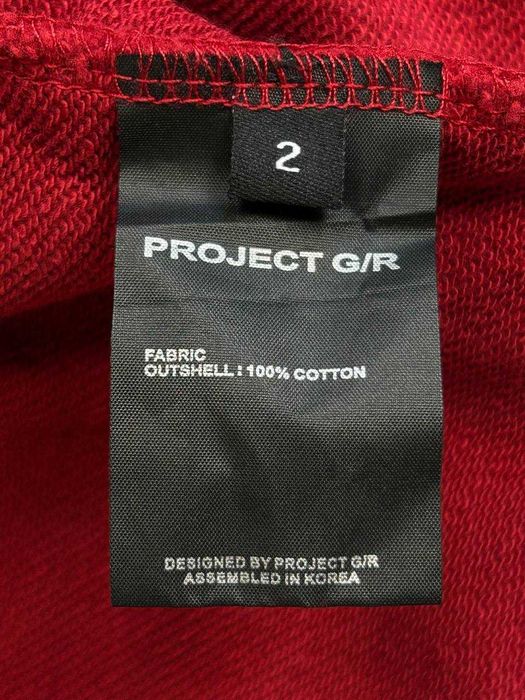 2
PROJECT G/R
FABRIC
OUTSHELL: 100% COTTON
DESIGNED BY PROJECT G/R
ASSEMBLED IN KOREA